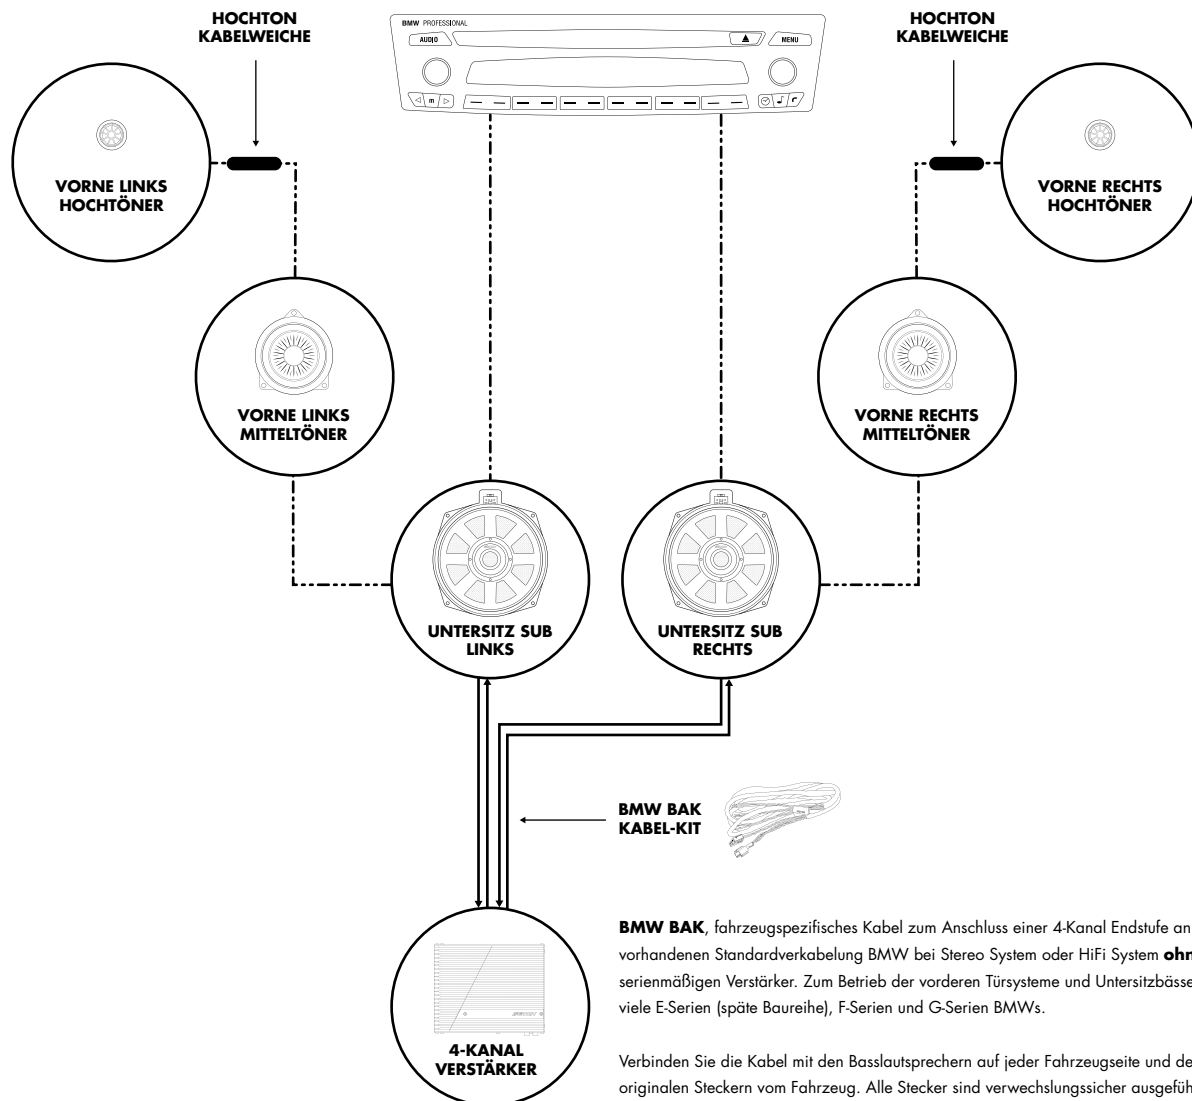 HOCHTON
KABELWEICHE
BMW PROFESSIONAL
AUDIO
MENU
m
HOCHTON
KABELWEICHE
VORNE LINKS
HOCHTÖNER
VORNE RECHTS
HOCHTÖNER
VORNE LINKS
MITTELTÖNER
VORNE RECHTS
MITTELTÖNER
UNTERSITZ SUB
LINKS
UNTERSITZ SUB
RECHTS
BMW BAK
KABEL-KIT
4-KANAL
VERSTÄRKER
BMW BAK, fahrzeugspezifisches Kabel zum Anschluss einer 4-Kanal Endstufe an
vorhandenen Standardverkabelung BMW bei Stereo System oder HiFi System ohn
serienmäßigen Verstärker. Zum Betrieb der vorderen Türsysteme und Untersitzbässe
viele E-Serien (späte Baureihe), F-Serien und G-Serien BMWs.
Verbinden Sie die Kabel mit den Basslautsprechern auf jeder Fahrzeugseite und de
originalen Steckern vom Fahrzeug. Alle Stecker sind verwechslungssicher ausgefüh